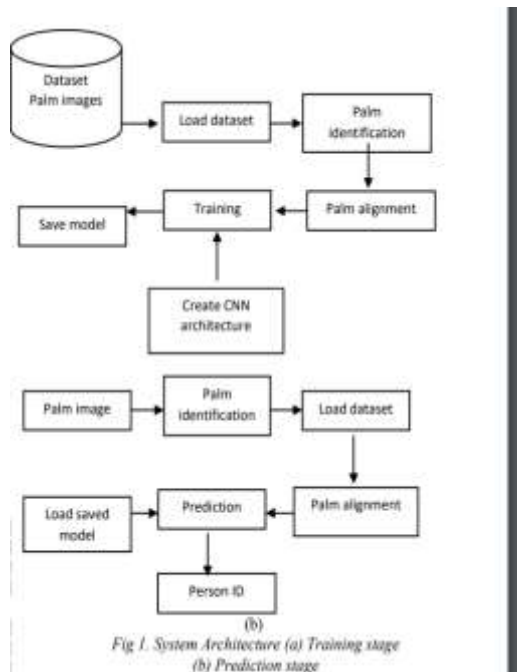 Dataset
Palm images
Load dataset
Palm
identification
Save model
Training
Palm alignment
Create CNN
architecture
Palm image
Palm
identification
Load dataset
Load saved
model
Prediction
Palm alignment
Person ID
(b)
Fig 1. System Architecture (a) Training stage
(b) Prediction stage